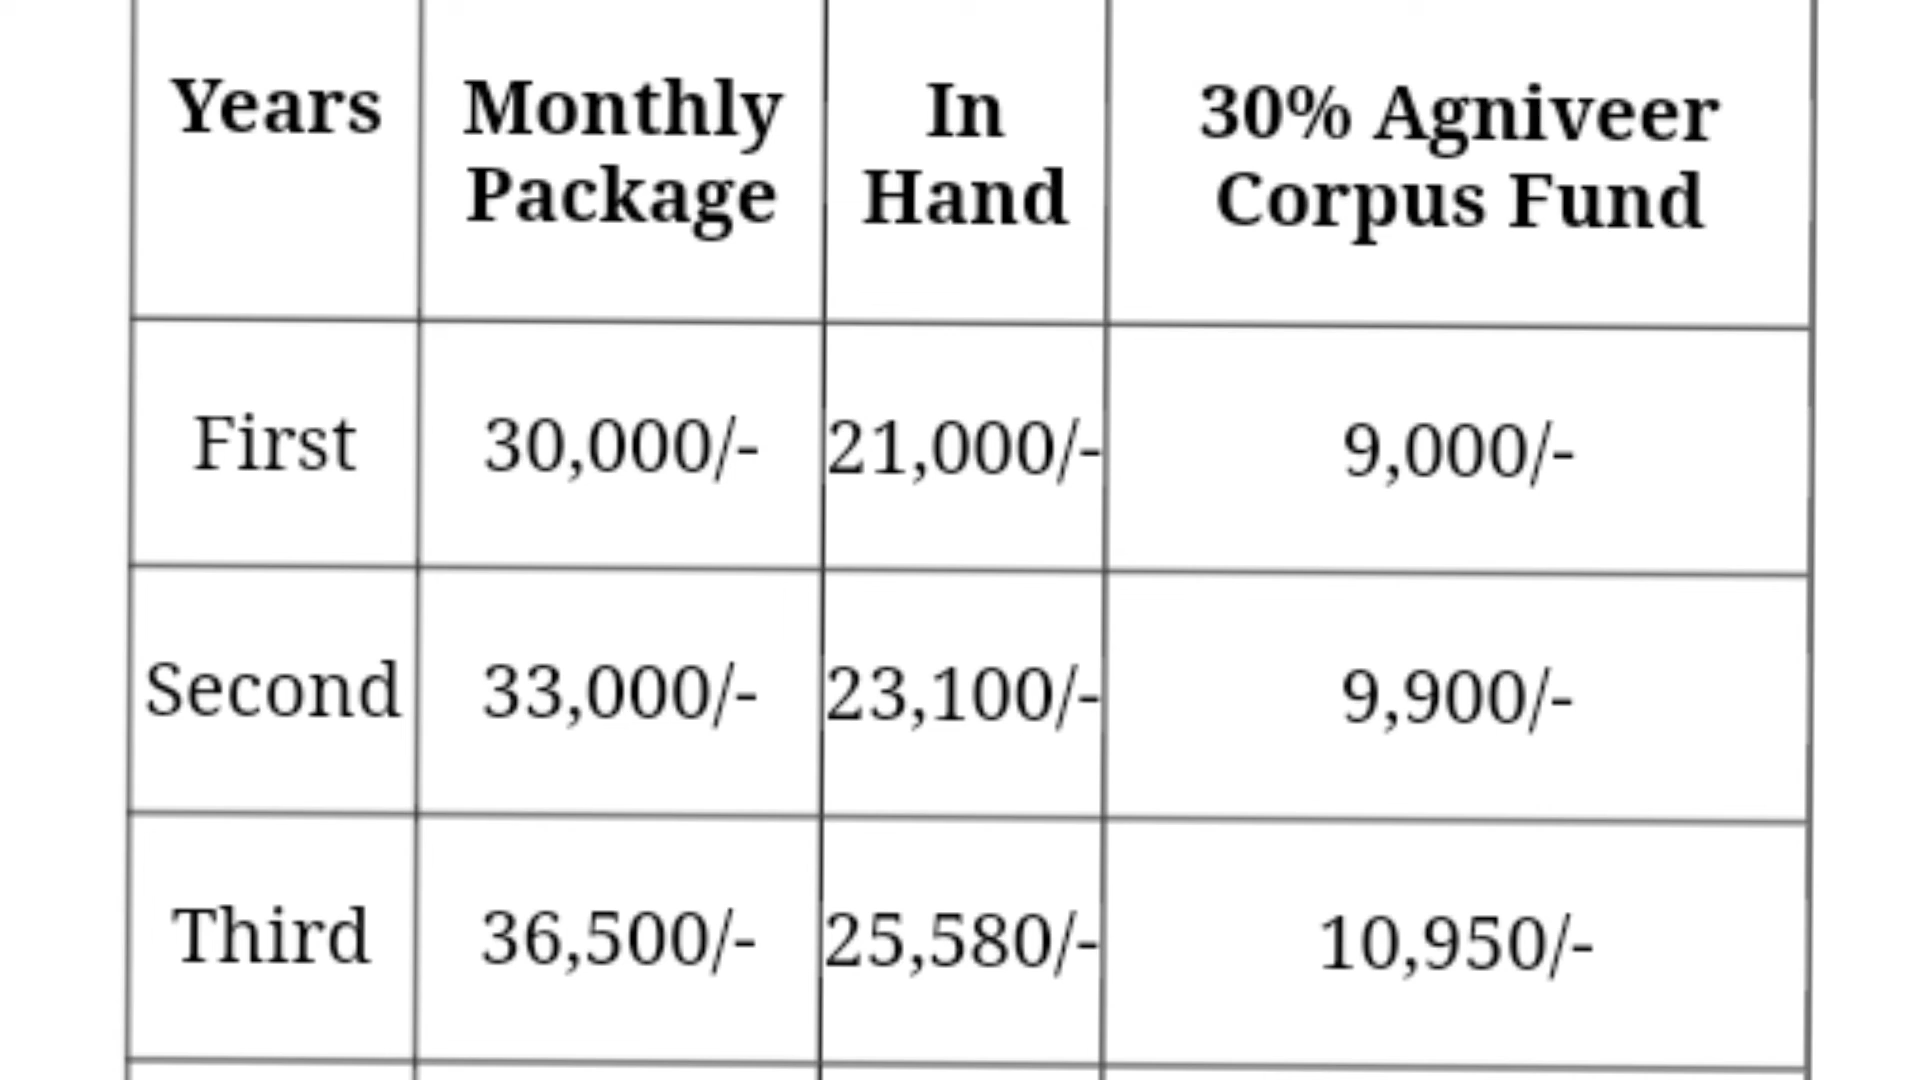 Years Monthly Package In Hand 30% Agniveer Corpus Fund
First 30,000/- 21,000/- 9,000/-
Second 33,000/- 23,100/- 9,900/-
Third 36,500/- 25,580/- 10,950/-